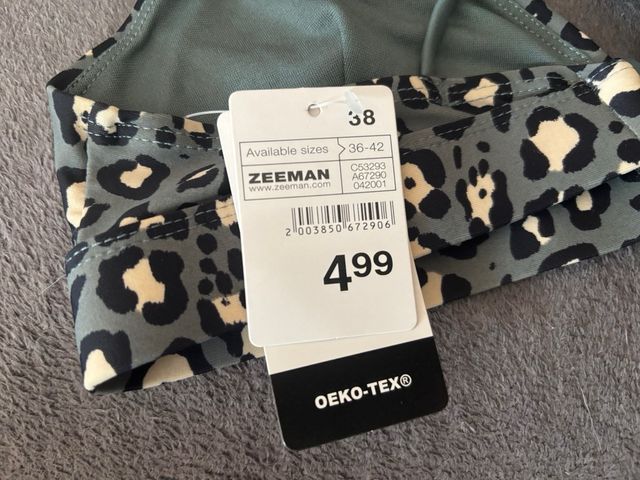 38
Available sizes 36-42
ZEEMAN
www.zeeman.com
C53293
A67290
042001
2 003850 672906
4.99
OEKO-TEX®